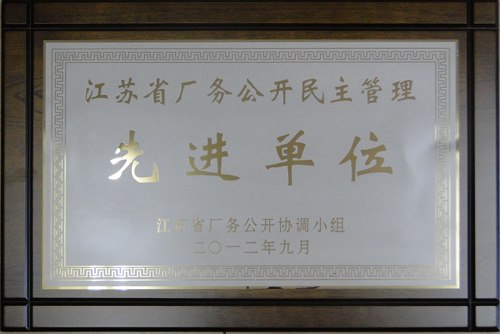 江苏省厂务公开民主管理
先进单位
江苏省厂务公开协调小组
二〇一二年九月